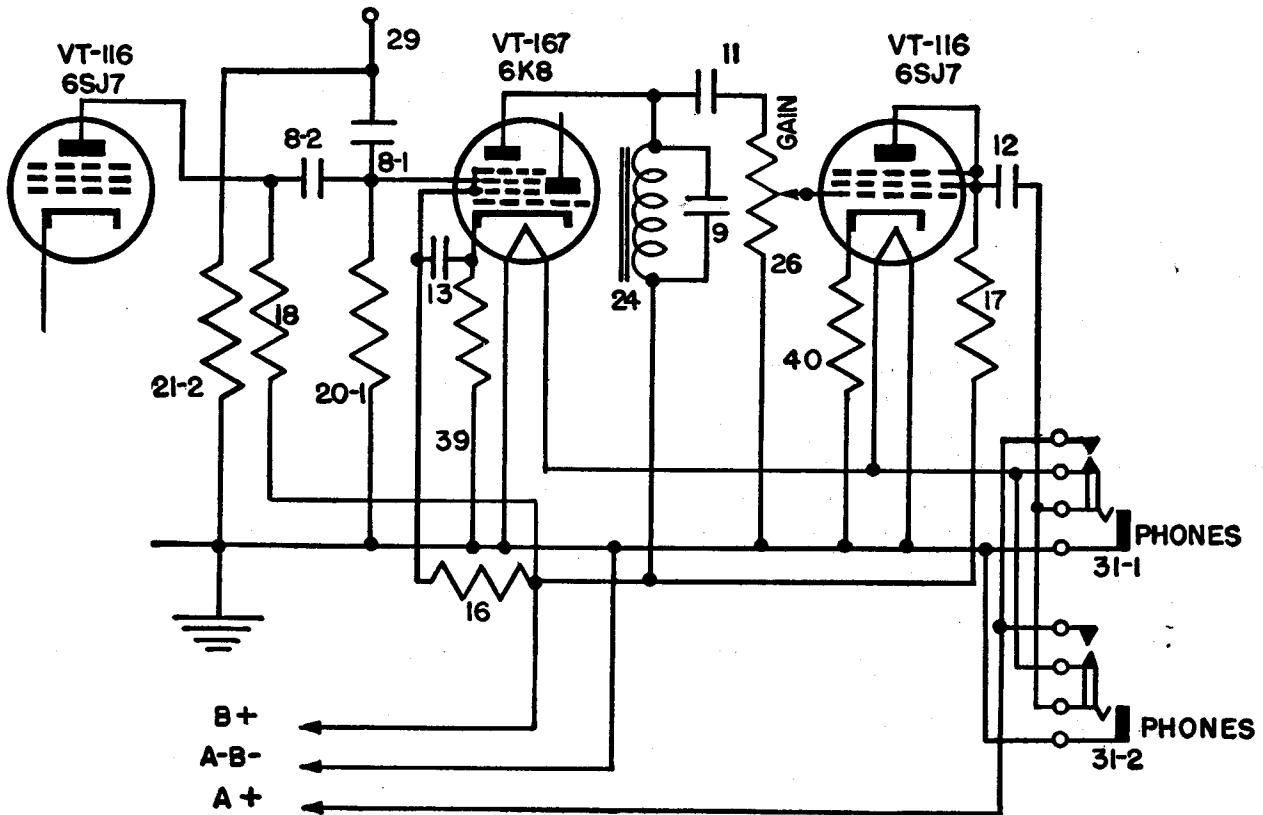 29
VT-116
6SJ7
VT-167
6K8
11
VT-116
6SJ7
GAIN
8-2
8-1
12
9
13
24
26
18
17
21-2
20-1
40
39
PHONES
31-1
16
B+
PHONES
A-B-
31-2
A+